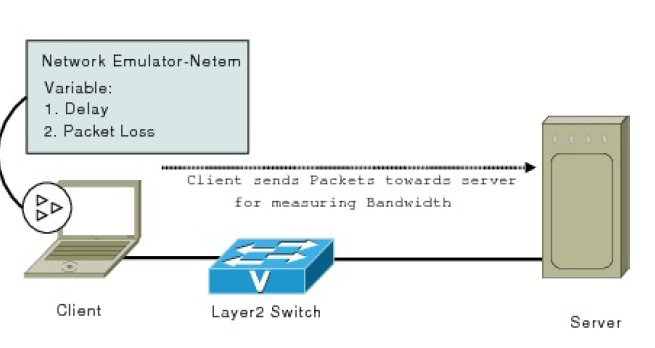 Network Emulator-Netem
Variable:
1. Delay
2. Packet Loss
Client sends Packets towards server
for measuring Bandwidth
V
Client
Layer2 Switch
Server